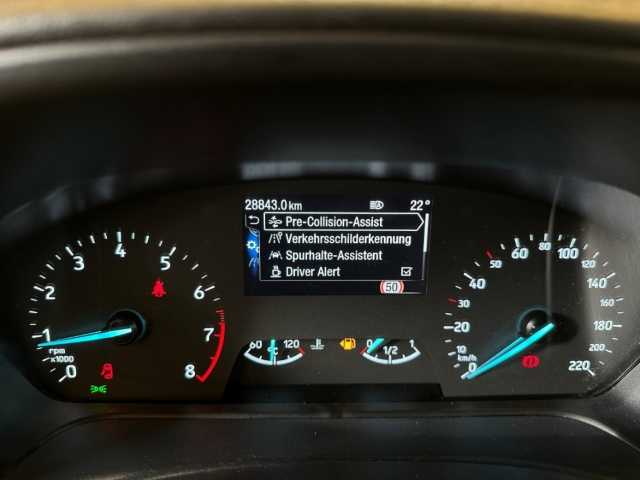 28843.0 km 22°
Pre-Collision-Assist
Verkehrsschilderkennung
Spurhalte-Assistent
Driver Alert
50
0 1 2 3 4 5 6 7 8
rpm
x1000
60 °C 120
0 1/2 1
0 10 20 30 40 50 60 80 100 120 140 160 180 200 220
km/h